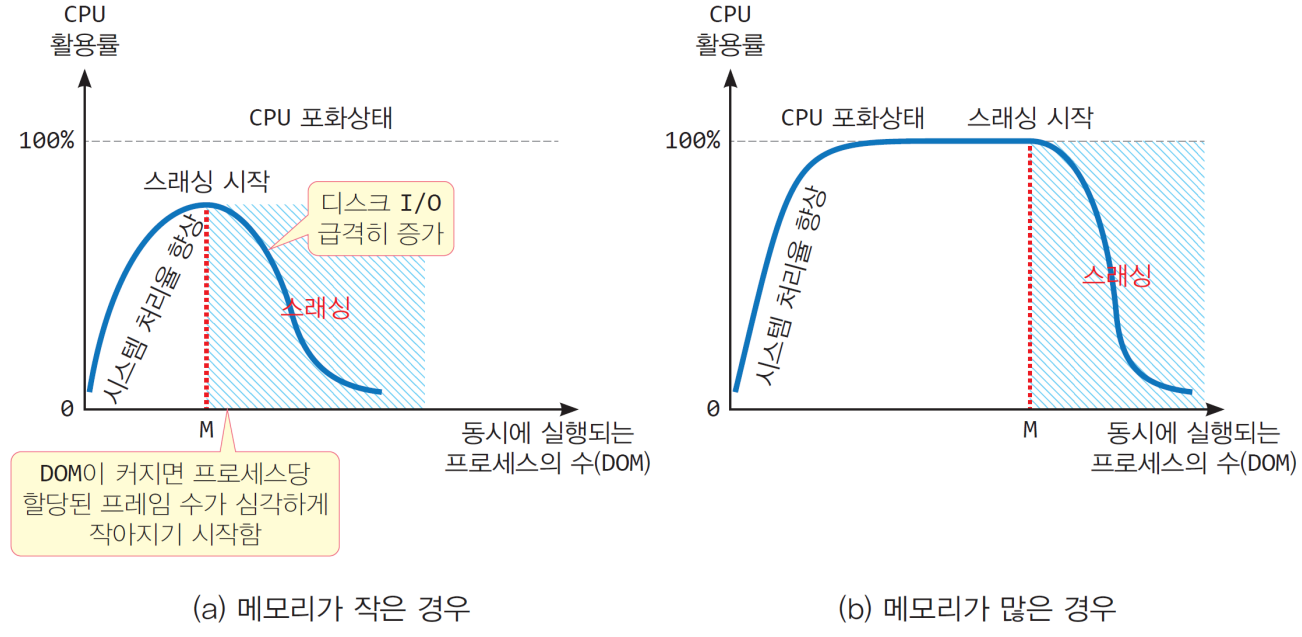 CPU
활용률
100%
CPU 포화상태
스래싱 시작
디스크 I/O
급격히 증가
시스템 처리율 향상
스래싱
0
M
동시에 실행되는
프로세스의 수(DOM)
DOM이 커지면 프로세스당
할당된 프레임 수가 심각하게
작아지기 시작함
(a) 메모리가 작은 경우
CPU
활용률
100%
CPU 포화상태
스래싱 시작
시스템 처리율 향상
스래싱
0
M
동시에 실행되는
프로세스의 수(DOM)
(b) 메모리가 많은 경우